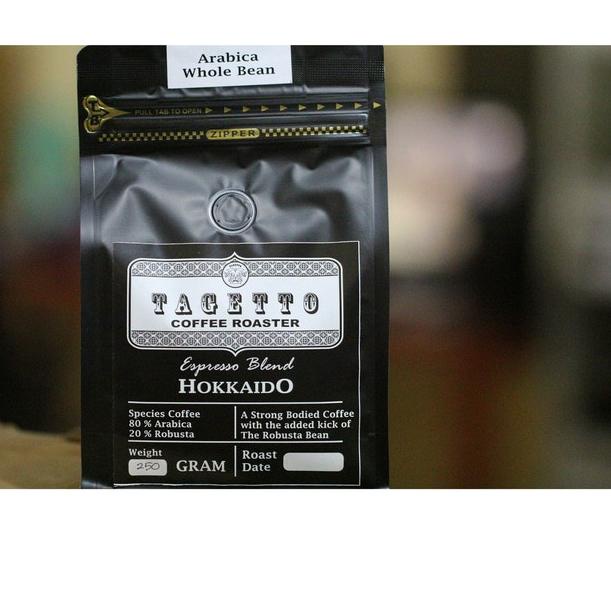 Arabica
Whole Bean
PULL TAB TO OPEN
ZIPPER
TAGETTO
COFFEE ROASTER
Espresso Blend
HOKKAIDO
Species Coffee
80 % Arabica
20 % Robusta
A Strong Bodied Coffee
with the added kick of
The Robusta Bean
Weight
250 GRAM
Roast
Date